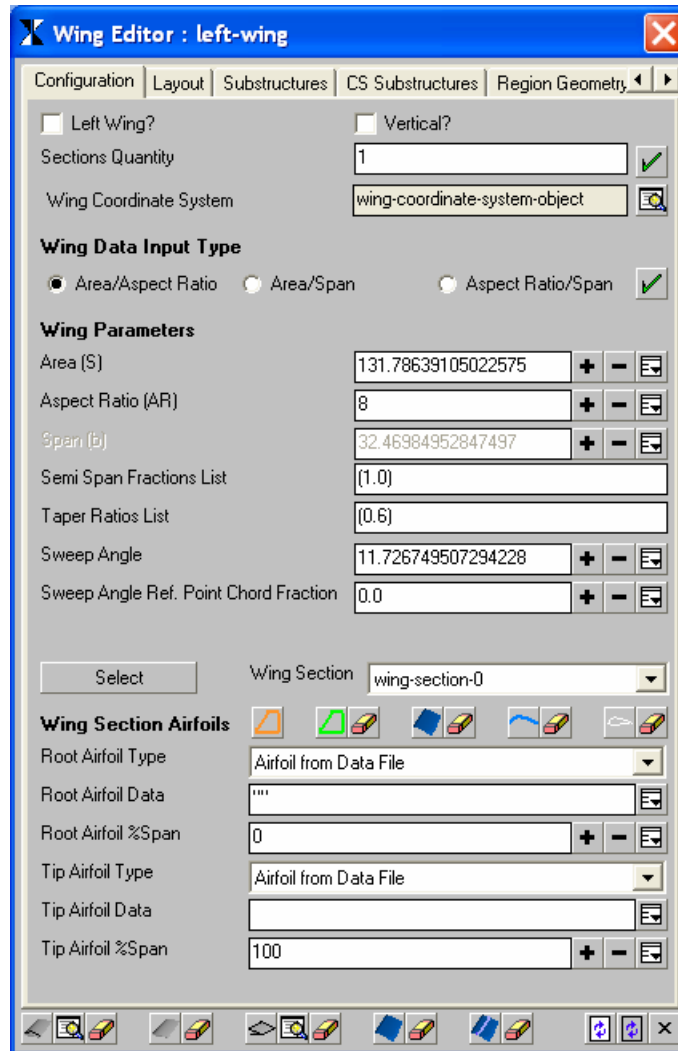 Wing Editor : left-wing
Configuration Layout Substructures CS Substructures Region Geometry
Left Wing? Vertical?
Sections Quantity 1
Wing Coordinate System wing-coordinate-system-object
Wing Data Input Type
Area/Aspect Ratio Area/Span Aspect Ratio/Span
Wing Parameters
Area (S) 131.78639105022575
Aspect Ratio (AR) 8
Span (b) 32.46984952847497
Semi Span Fractions List (1.0)
Taper Ratios List (0.6)
Sweep Angle 11.726749507294228
Sweep Angle Ref. Point Chord Fraction 0.0
Select Wing Section wing-section-0
Wing Section Airfoils
Root Airfoil Type Airfoil from Data File
Root Airfoil Data ""
Root Airfoil %Span 0
Tip Airfoil Type Airfoil from Data File
Tip Airfoil Data
Tip Airfoil %Span 100